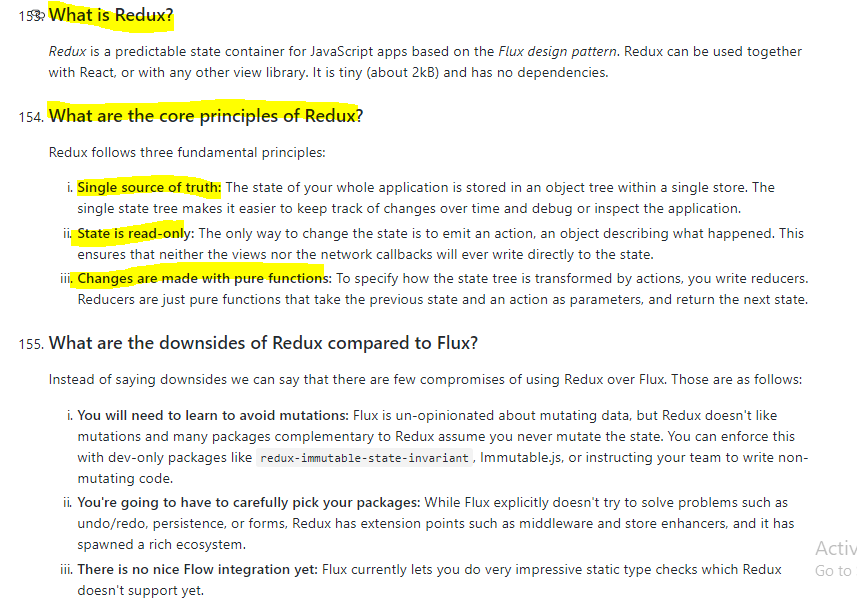 153. What is Redux?
Redux is a predictable state container for JavaScript apps based on the Flux design pattern. Redux can be used together
with React, or with any other view library. It is tiny (about 2kB) and has no dependencies.
154. What are the core principles of Redux?
Redux follows three fundamental principles:
i. Single source of truth: The state of your whole application is stored in an object tree within a single store. The
single state tree makes it easier to keep track of changes over time and debug or inspect the application.
ii. State is read-only: The only way to change the state is to emit an action, an object describing what happened. This
ensures that neither the views nor the network callbacks will ever write directly to the state.
iii. Changes are made with pure functions: To specify how the state tree is transformed by actions, you write reducers.
Reducers are just pure functions that take the previous state and an action as parameters, and return the next state.
155. What are the downsides of Redux compared to Flux?
Instead of saying downsides we can say that there are few compromises of using Redux over Flux. Those are as follows:
i. You will need to learn to avoid mutations: Flux is un-opinionated about mutating data, but Redux doesn't like
mutations and many packages complementary to Redux assume you never mutate the state. You can enforce this
with dev-only packages like redux-immutable-state-invariant, Immutable.js, or instructing your team to write non-
mutating code.
ii. You're going to have to carefully pick your packages: While Flux explicitly doesn't try to solve problems such as
undo/redo, persistence, or forms, Redux has extension points such as middleware and store enhancers, and it has
spawned a rich ecosystem.
Activ
iii. There is no nice Flow integration yet: Flux currently lets you do very impressive static type checks which Redux
Go to
doesn't support yet.